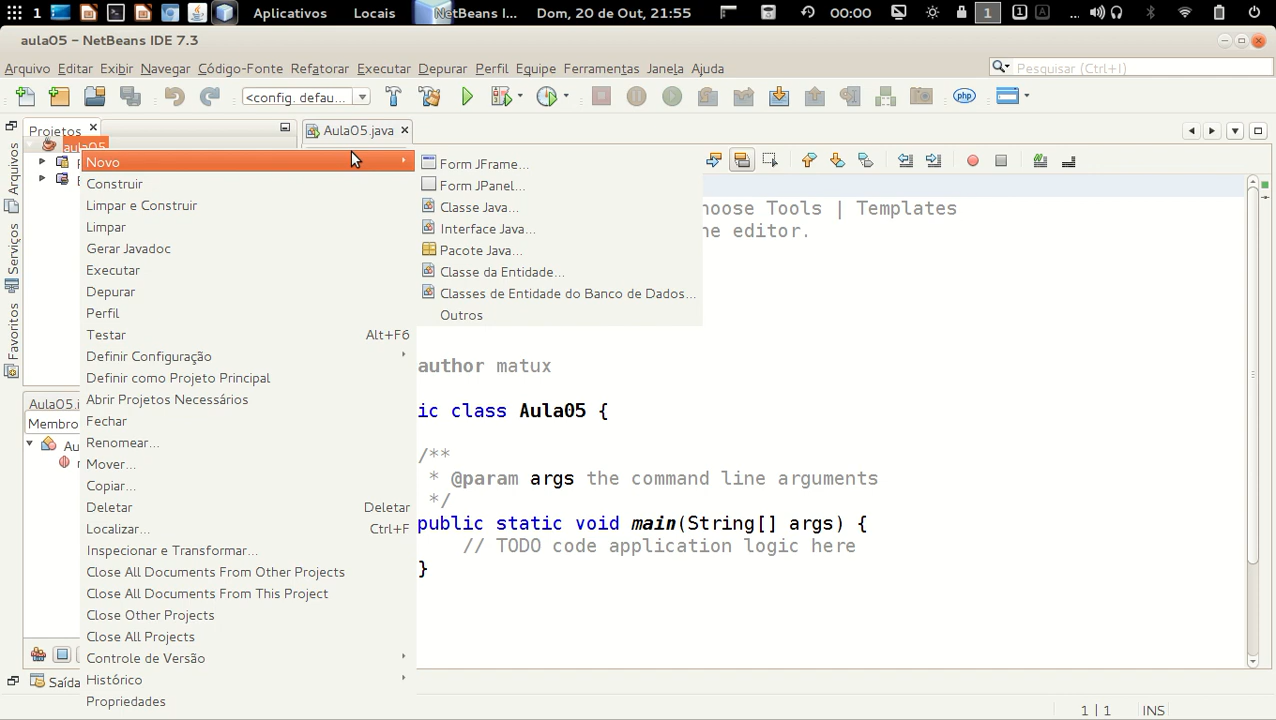 1 Aplicativos Locais NetBeans I... Dom, 20 de Out, 21:55 00:00 1 1 A ...
aula05 – NetBeans IDE 7.3
Arquivo Editar Exibir Navegar Código-Fonte Refatorar Executar Depurar Perfil Equipe Ferramentas Janela Ajuda
Pesquisar (Ctrl+I)
<config. defau...
php
Projetos
Aula05.java
aula05
Arquivos
Serviços
Favoritos
Novo
Construir
Limpar e Construir
Limpar
Gerar Javadoc
Executar
Depurar
Perfil
Testar Alt+F6
Definir Configuração
Definir como Projeto Principal
Abrir Projetos Necessários
Fechar
Renomear...
Mover...
Copiar...
Deletar Deletar
Localizar... Ctrl+F
Inspecionar e Transformar...
Close All Documents From Other Projects
Close All Documents From This Project
Close Other Projects
Close All Projects
Controle de Versão
Histórico
Propriedades
Form JFrame...
Form JPanel...
Classe Java...
Interface Java...
Pacote Java...
Classe da Entidade...
Classes de Entidade do Banco de Dados...
Outros
hoose Tools | Templates
he editor.
author matux
ic class Aula05 {
/**
* @param args the command line arguments
*/
public static void main(String[] args) {
// TODO code application logic here
}
Aula05.
Membro
Au
Saída
1 | 1 INS